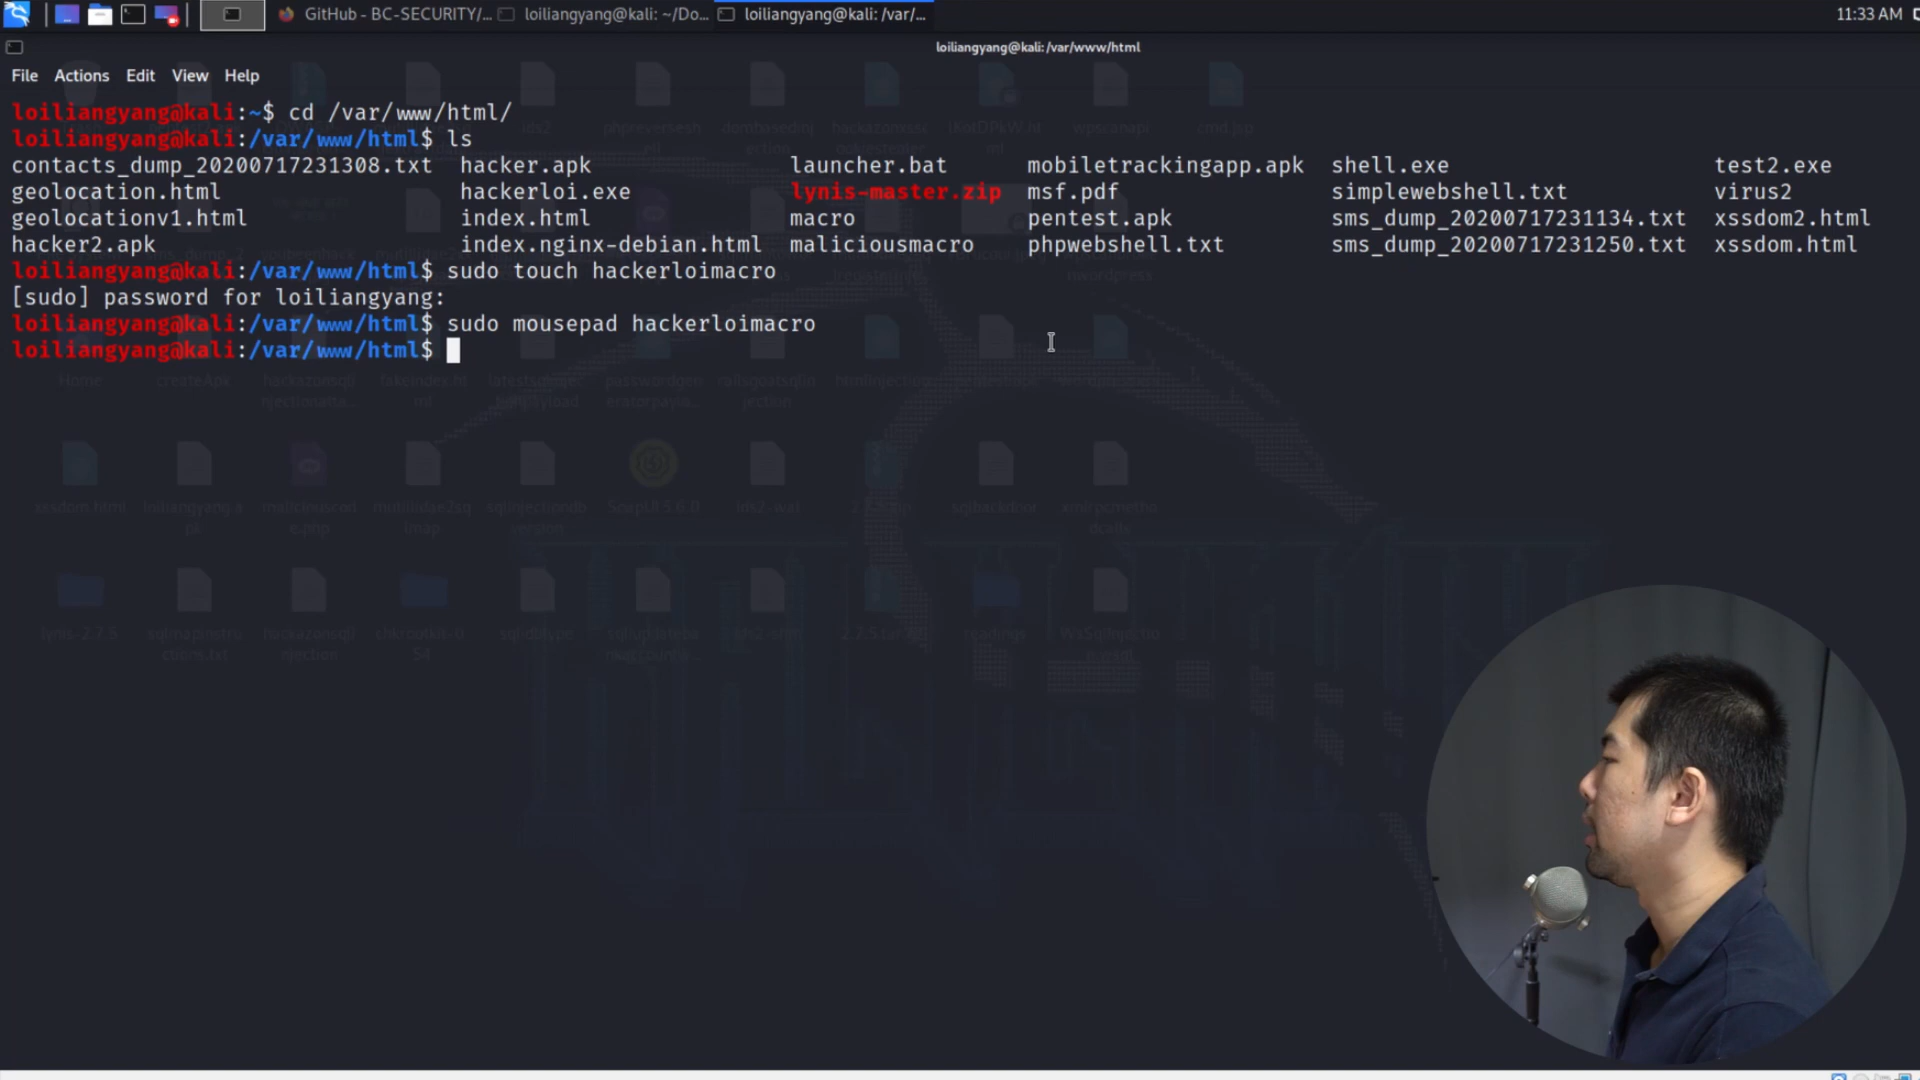 GitHub - BC-SECURITY/... loiliangyang@kali: ~/Do... loiliangyang@kali: /var/... 11:33 AM
loiliangyang@kali: /var/www/html
File Actions Edit View Help
loiliangyang@kali:~$ cd /var/www/html/
loiliangyang@kali:/var/www/html$ ls
contacts_dump_20200717231308.txt hacker.apk launcher.bat mobiletrackingapp.apk shell.exe test2.exe
geolocation.html hackerloi.exe lynis-master.zip msf.pdf simplewebshell.txt virus2
geolocationv1.html index.html macro pentest.apk sms_dump_20200717231134.txt xssdom2.html
hacker2.apk index.nginx-debian.html maliciousmacro phpwebshell.txt sms_dump_20200717231250.txt xssdom.html
loiliangyang@kali:/var/www/html$ sudo touch hackerloimacro
[sudo] password for loiliangyang:
loiliangyang@kali:/var/www/html$ sudo mousepad hackerloimacro
loiliangyang@kali:/var/www/html$